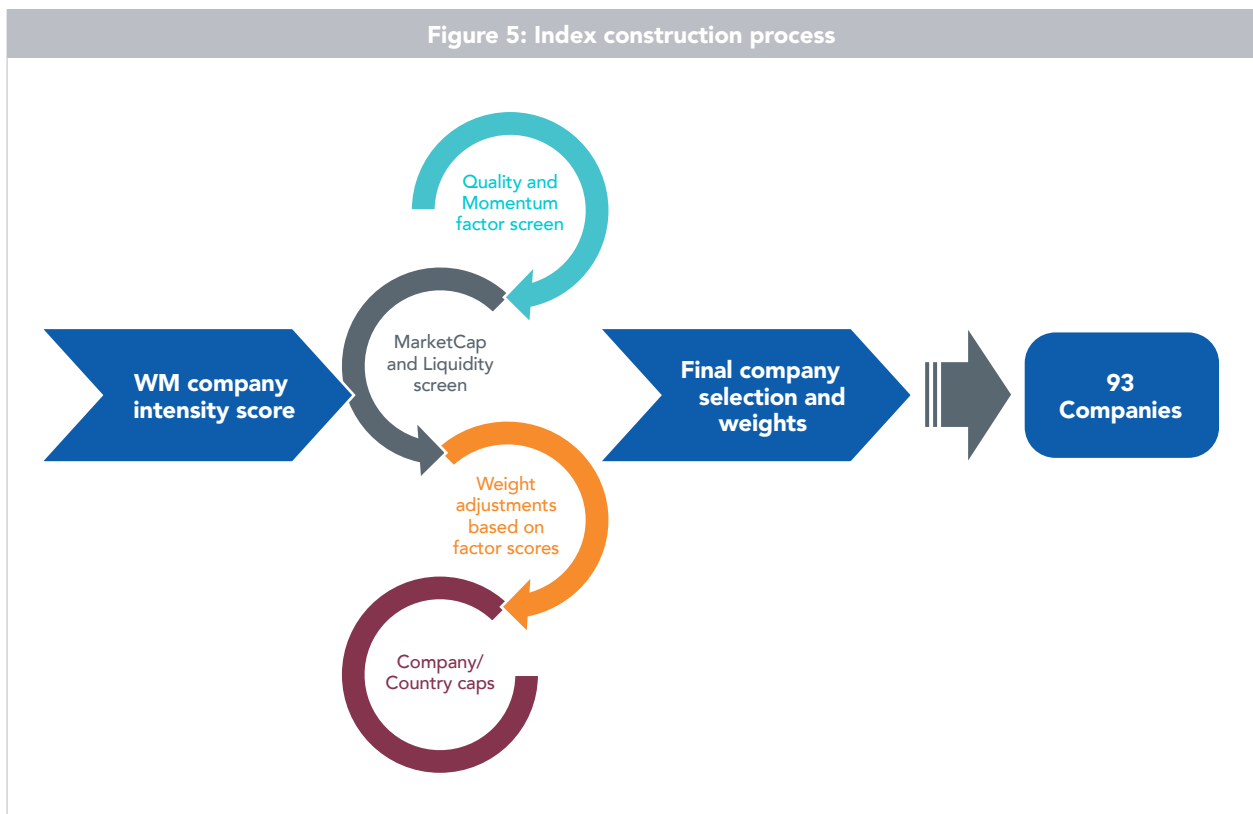 Figure 5: Index construction process
WM company
intensity score
Quality and
Momentum
factor screen
MarketCap
and Liquidity
screen
Weight
adjustments
based on
factor scores
Company/
Country caps
Final company
selection and
weights
93
Companies